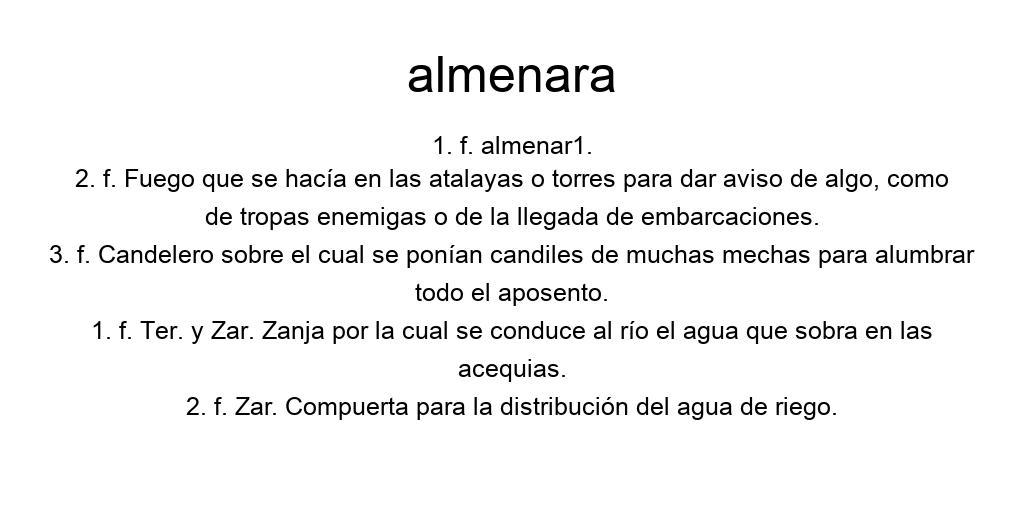 almenara
1. f. almenar1.
2. f. Fuego que se hacía en las atalayas o torres para dar aviso de algo, como
de tropas enemigas o de la llegada de embarcaciones.
3. f. Candelero sobre el cual se ponían candiles de muchas mechas para alumbrar
todo el aposento.
1. f. Ter. y Zar. Zanja por la cual se conduce al río el agua que sobra en las
acequias.
2. f. Zar. Compuerta para la distribución del agua de riego.